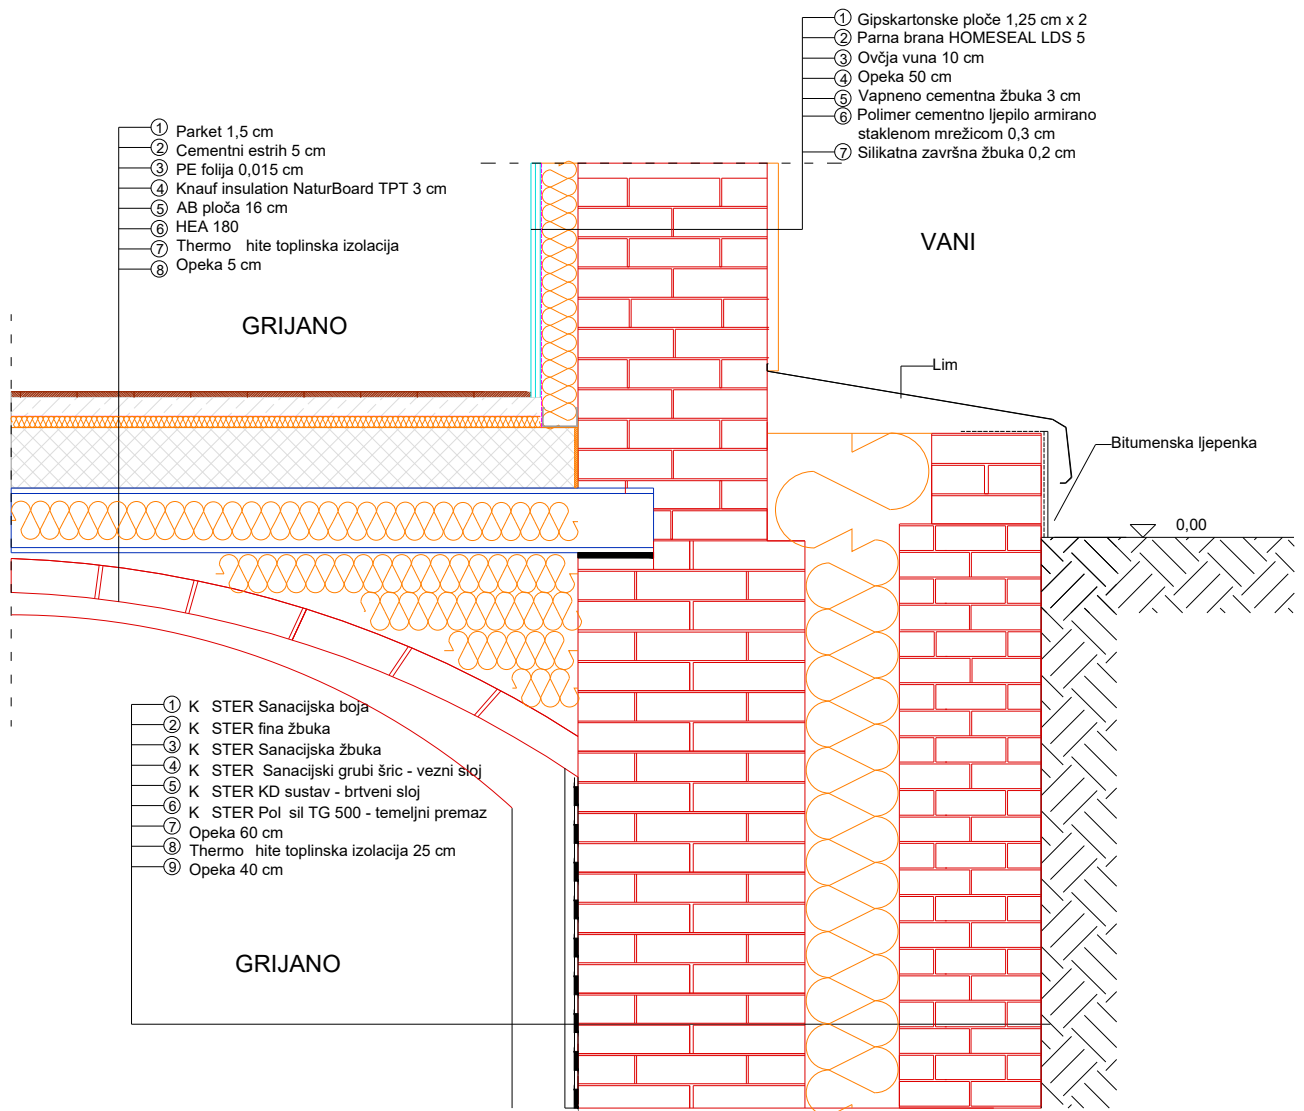 ① Gipskartonske ploče 1,25 cm x 2
② Parna brana HOMESEAL LDS 5
③ Ovčja vuna 10 cm
④ Opeka 50 cm
⑤ Vapneno cementna žbuka 3 cm
⑥ Polimer cementno ljepilo armirano
staklenom mrežicom 0,3 cm
⑦ Silikatna završna žbuka 0,2 cm
① Parket 1,5 cm
② Cementni estrih 5 cm
③ PE folija 0,015 cm
④ Knauf insulation NaturBoard TPT 3 cm
⑤ AB ploča 16 cm
⑥ HEA 180
⑦ Thermo hite toplinska izolacija
⑧ Opeka 5 cm
VANI
GRIJANO
Lim
Bitumenska ljepenka
0,00
① K STER Sanacijska boja
② K STER fina žbuka
③ K STER Sanacijska žbuka
④ K STER Sanacijski grubi šric - vezni sloj
⑤ K STER KD sustav - brtveni sloj
⑥ K STER Pol sil TG 500 - temeljni premaz
⑦ Opeka 60 cm
⑧ Thermo hite toplinska izolacija 25 cm
⑨ Opeka 40 cm
GRIJANO